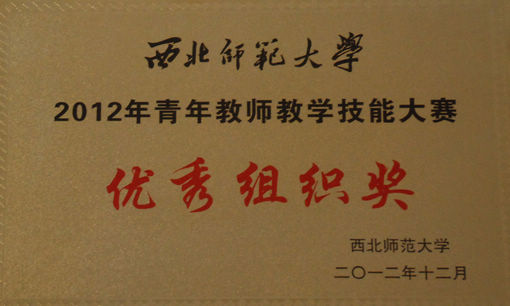 西北师範大學
2012年青年教师教学技能大赛
优秀组织奖
西北师范大学
二〇一二年十二月